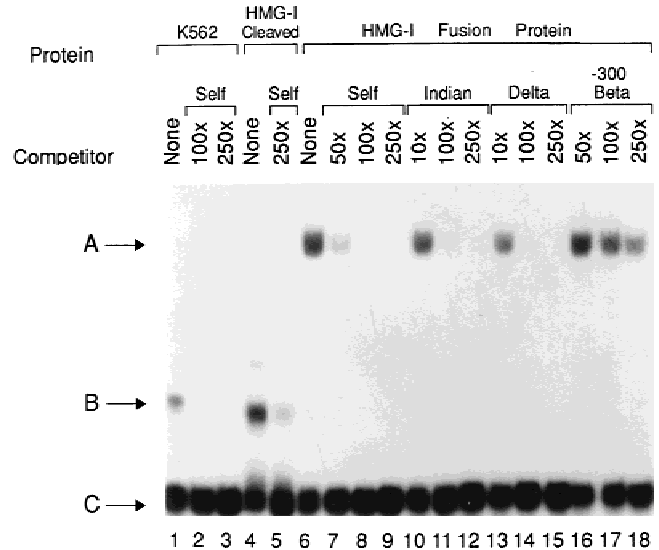 HMG-I
K562 Cleaved HMG-I Fusion Protein
Protein
-300
Self Self Self Indian Delta Beta
Competitor None 100x 250x None 250x None 50x 100x 250x 10x 100x 250x 10x 100x 250x 50x 100x 250x
A
B
C
1 2 3 4 5 6 7 8 9 10 11 12 13 14 15 16 17 18